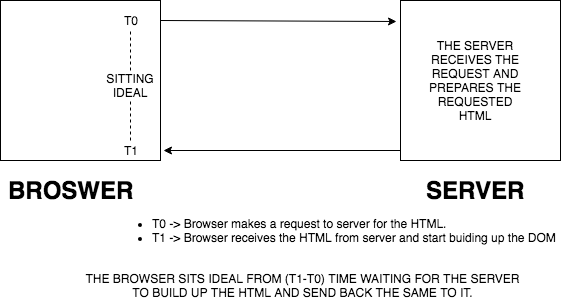 T0
SITTING
IDEAL
T1
THE SERVER
RECEIVES THE
REQUEST AND
PREPARES THE
REQUESTED
HTML
BROSWER
SERVER
• T0 -> Browser makes a request to server for the HTML.
• T1 -> Browser receives the HTML from server and start buiding up the DOM
THE BROWSER SITS IDEAL FROM (T1-T0) TIME WAITING FOR THE SERVER
TO BUILD UP THE HTML AND SEND BACK THE SAME TO IT.